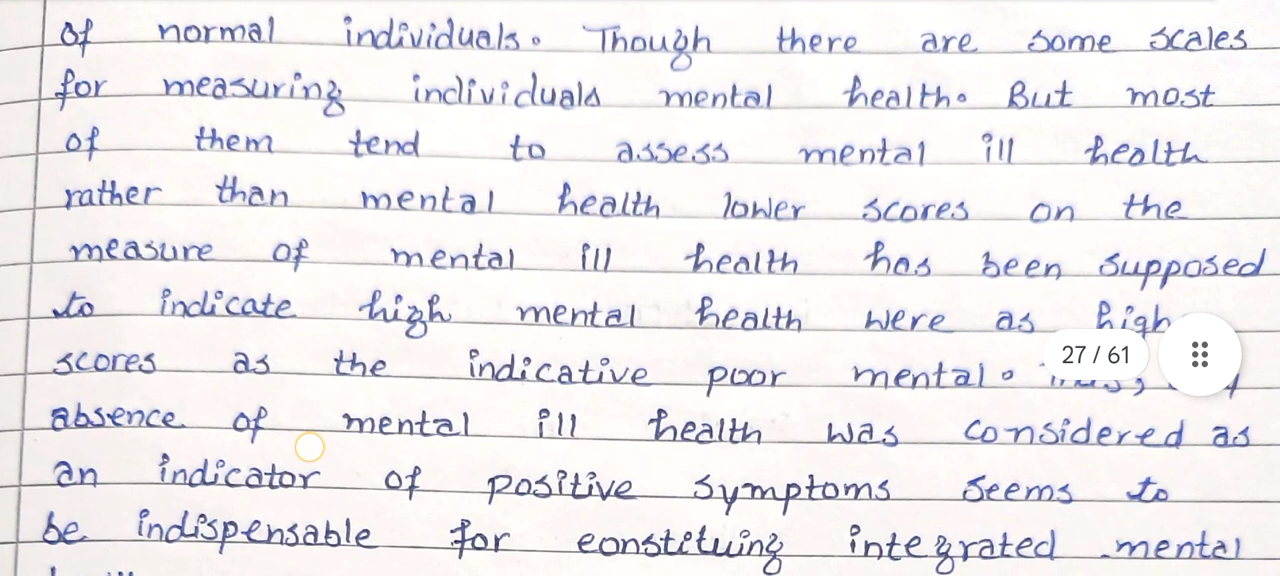 of normal individuals. Though there are some scales
for measuring individuals mental health. But most
of them tend to assess mental ill health
rather than mental health lower scores on the
measure of mental ill health has been supposed
to indicate high mental health were as high
27 / 61
scores as the indicative poor mental.
absence of mental ill health was considered as
an indicator of positive symptoms seems to
be indispensable for constituing integrated mental